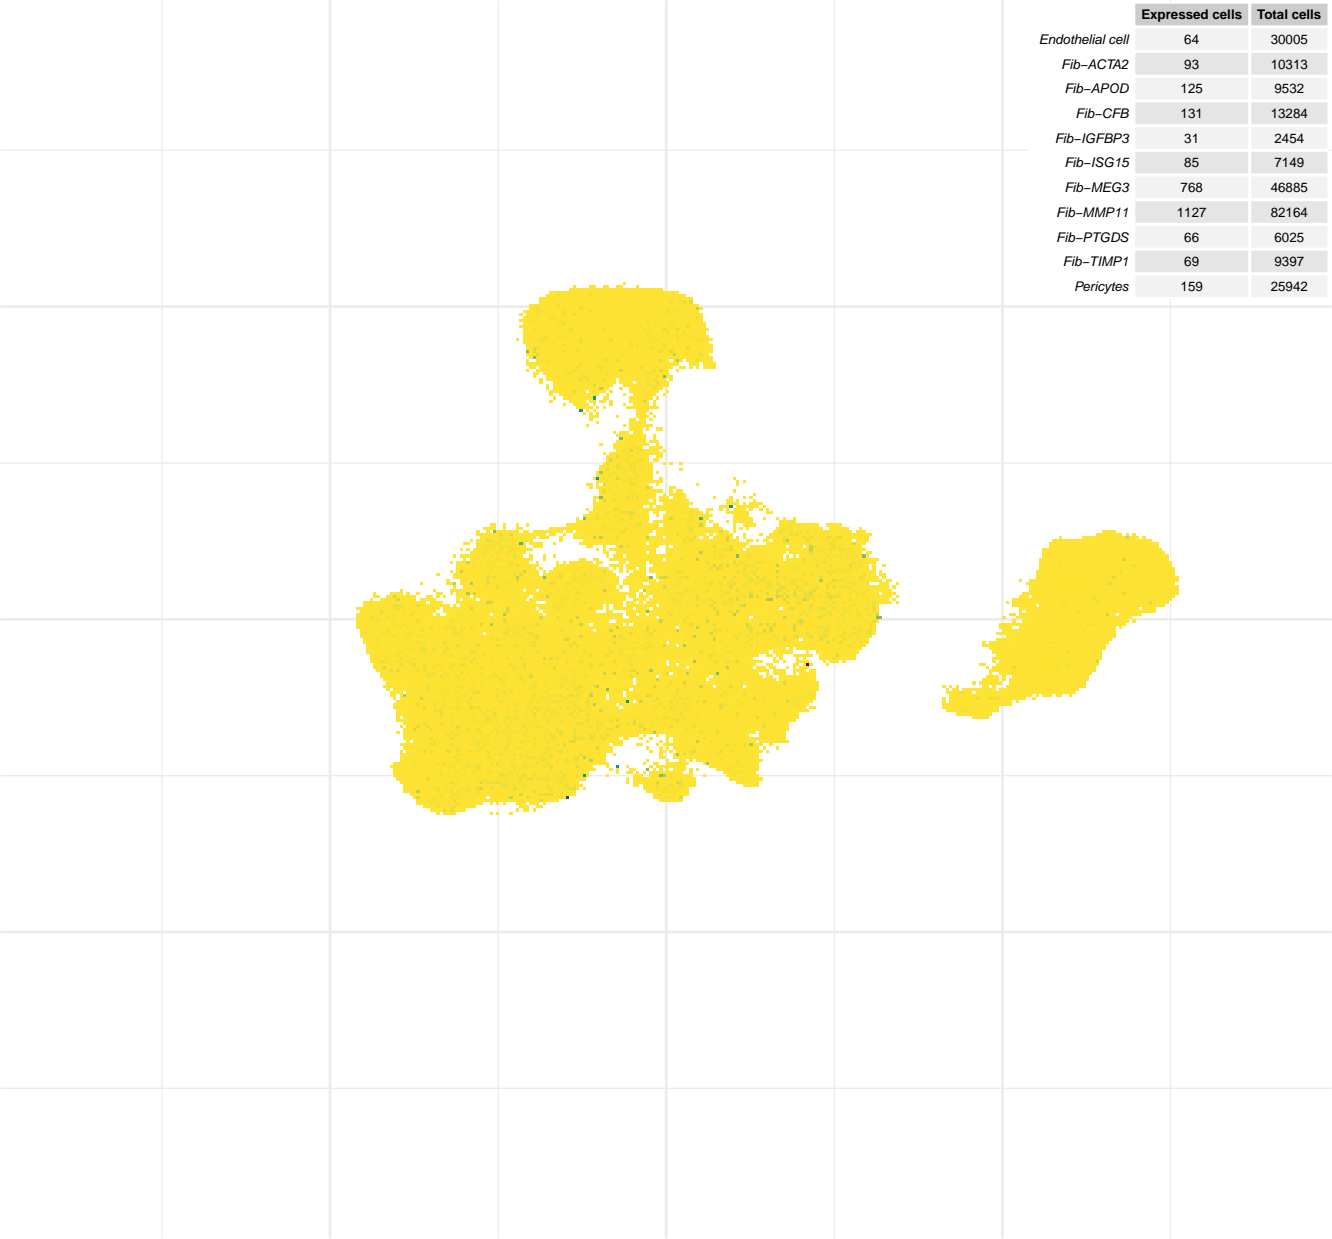 Expressed cells Total cells
Endothelial cell 64 30005
Fib−ACTA2 93 10313
Fib−APOD 125 9532
Fib−CFB 131 13284
Fib−IGFBP3 31 2454
Fib−ISG15 85 7149
Fib−MEG3 768 46885
Fib−MMP11 1127 82164
Fib−PTGDS 66 6025
Fib−TIMP1 69 9397
Pericytes 159 25942